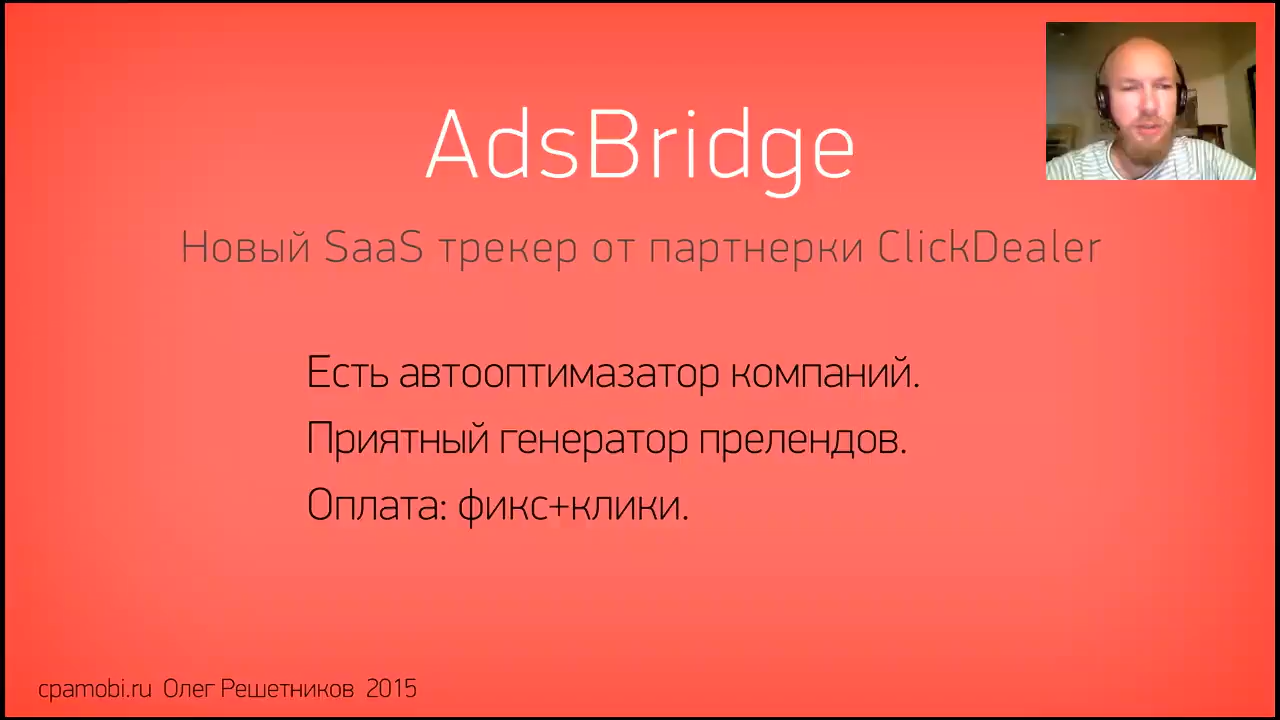 AdsBridge
Новый SaaS трекер от партнерки ClickDealer
Есть автооптимазатор компаний.
Приятный генератор прелендов.
Оплата: фикс+клики.
cpamobi.ru Олег Решетников 2015